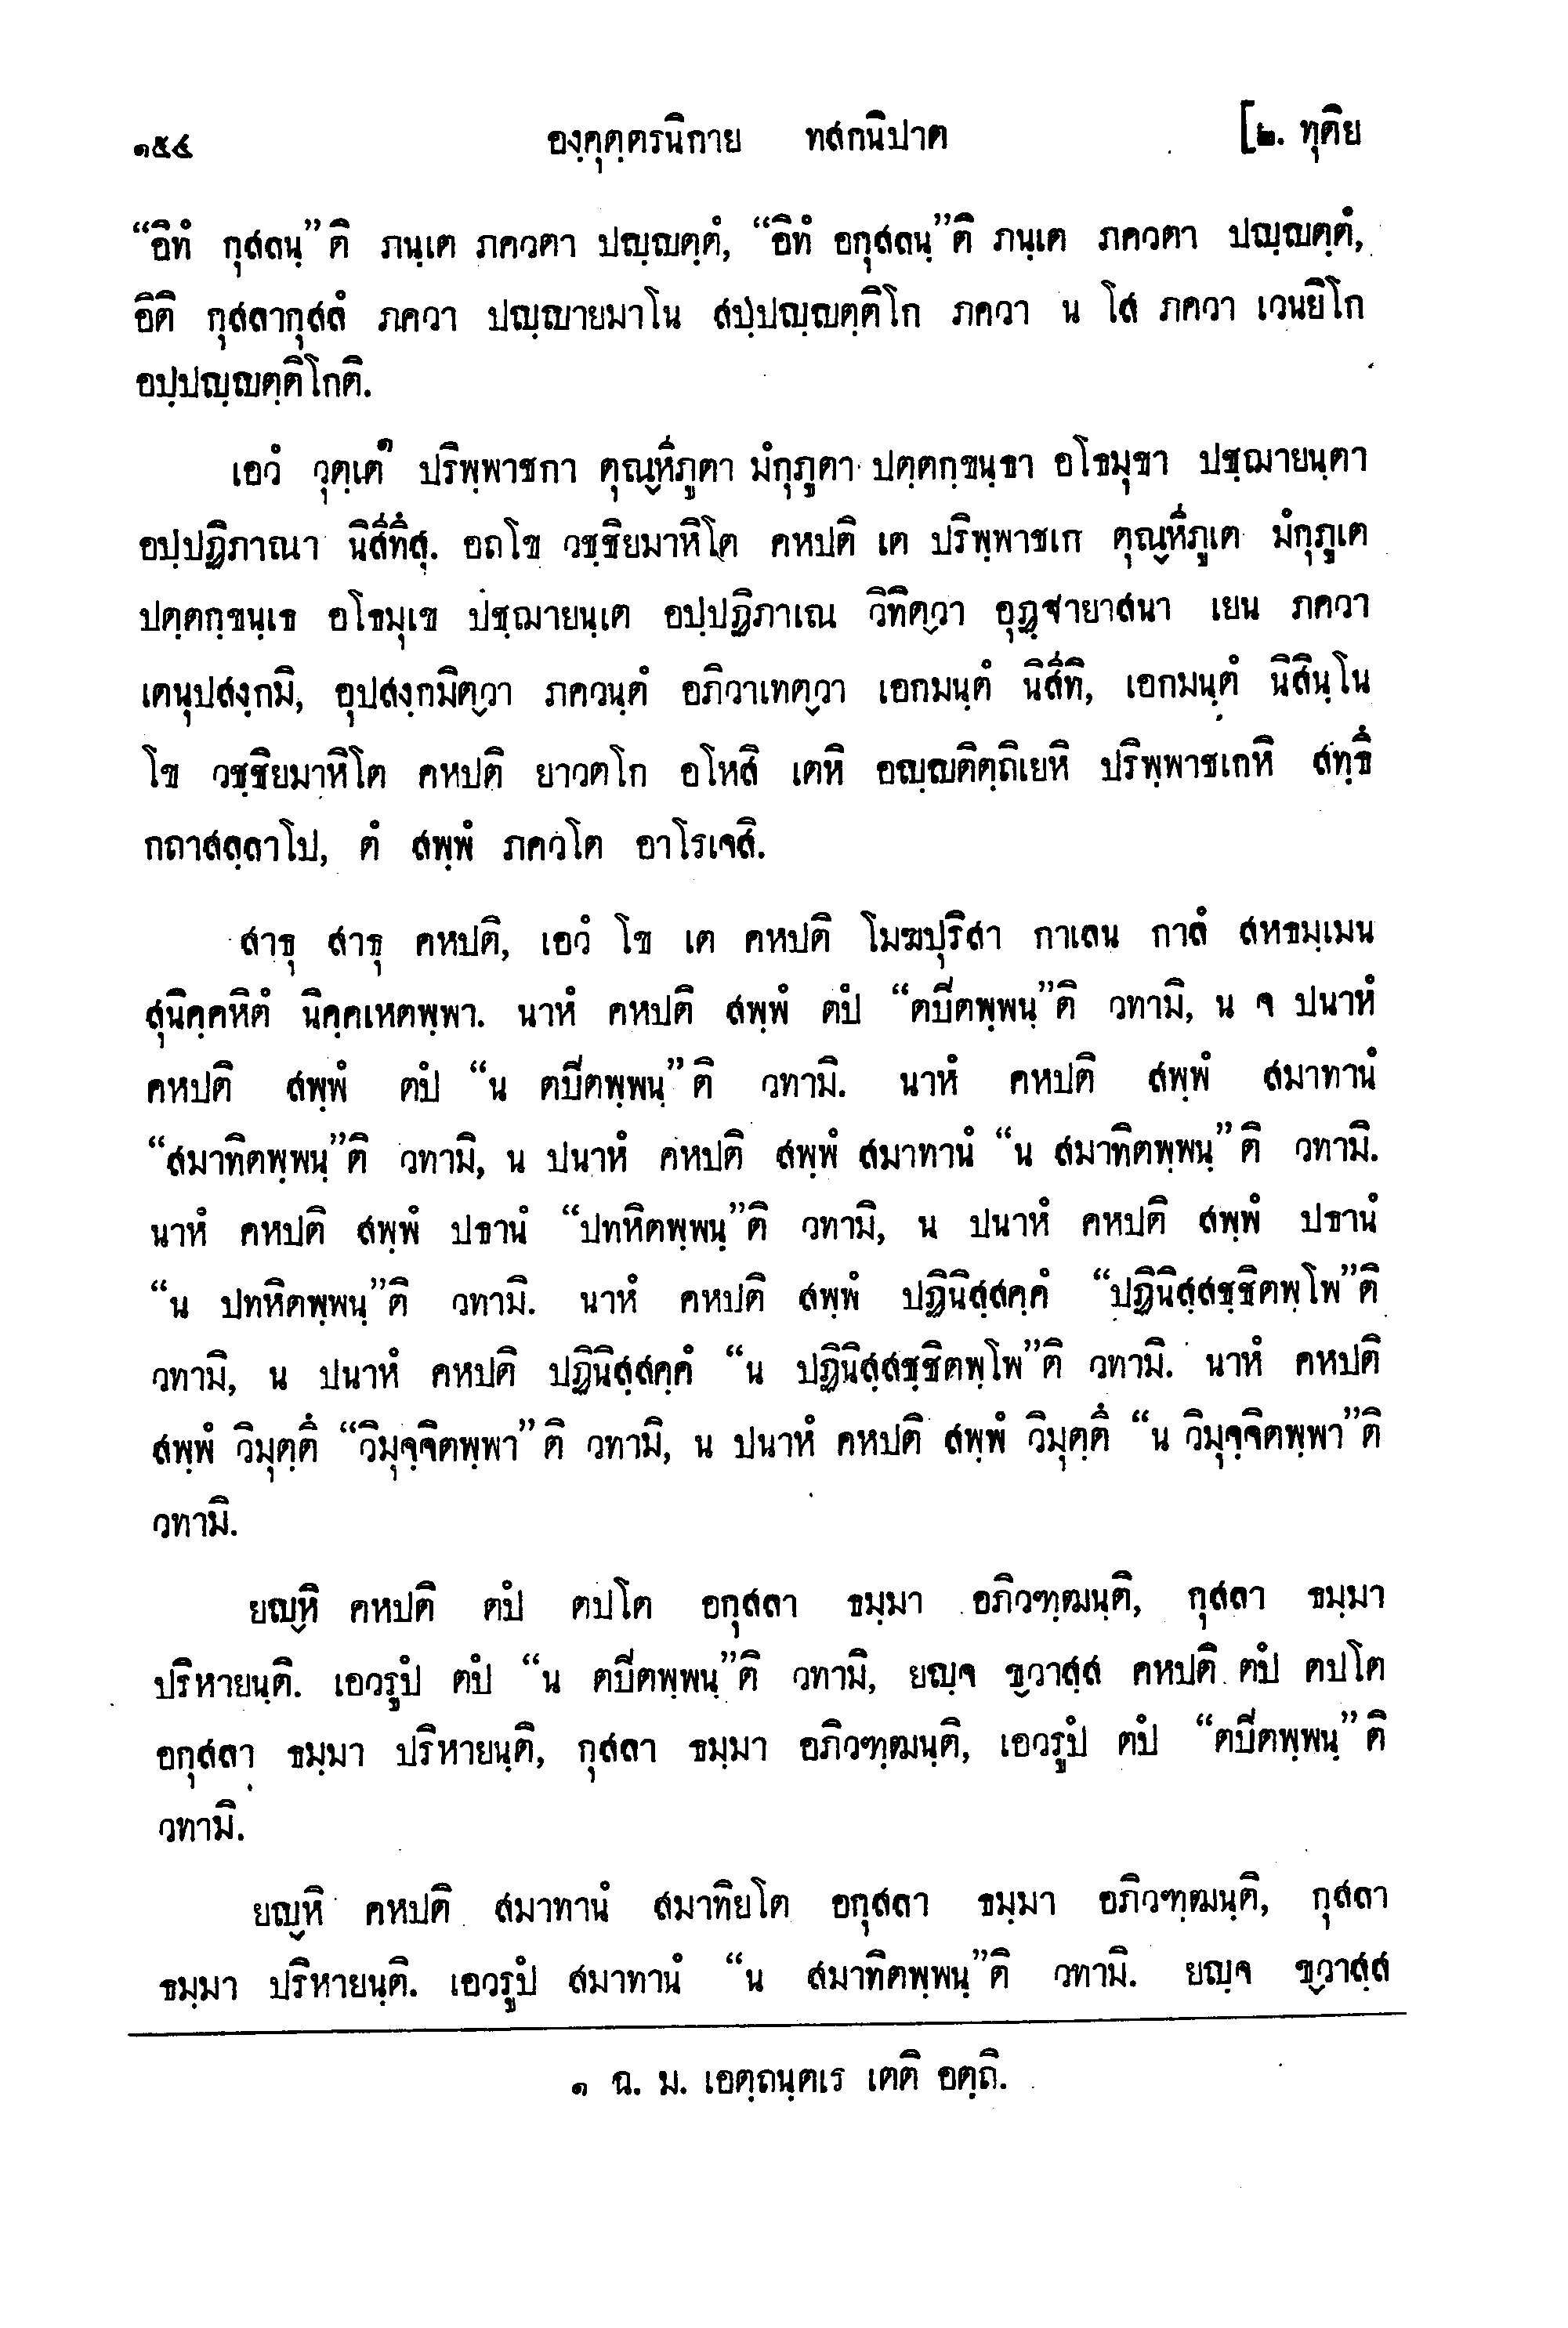 ๑๕๔ องฺคุตฺตรนิกาย ทสกนิปาต [๒. ทุติย
“อิทํ กุสลนฺ”ติ ภนฺเต ภควตา ปญฺญตฺตํ, “อิทํ อกุสลนฺ”ติ ภนฺเต ภควตา ปญฺญตฺตํ,
อิติ กุสลากุสลํ ภควา ปญฺญายมาโน สปฺปญฺญตฺติโก ภควา น โส ภควา เวนยิโก
อปฺปญฺญตฺติโกติ.
เอวํ วุตฺเต๑ ปริพฺพาชกา ตุณฺหีภูตา มํกุภูตา ปตฺตกฺขนฺธา อโธมุขา ปชฺฌายนฺตา
อปฺปฏิภาณา นิสีทึสุ. อถโข วชฺชิยมาหิโต คหปติ เต ปริพฺพาชเก ตุณฺหีภูเต มํกุภูเต
ปตฺตกฺขนฺเธ อโธมุเข ปชฺฌายนฺเต อปฺปฏิภาเณ วิทิตฺวา อุฏฺฐายาสนา เยน ภควา
เตนุปสงฺกมิ, อุปสงฺกมิตฺวา ภควนฺตํ อภิวาเทตฺวา เอกมนฺตํ นิสีทิ, เอกมนฺตํ นิสินฺโน
โข วชฺชิยมาหิโต คหปติ ยาวตโก อโหสิ เตหิ อญฺญติตฺถิเยหิ ปริพฺพาชเกหิ สทฺธึ
กถาสลฺลาโป, ตํ สพฺพํ ภควโต อาโรเจสิ.
สาธุ สาธุ คหปติ, เอวํ โข เต คหปติ โมฆปุริสา กาเลน กาลํ สหธมฺเมน
สุนิคฺคหิตํ นิคฺคเหตพฺพา. นาหํ คหปติ สพฺพํ ตปํ “ตปีตพฺพนฺ”ติ วทามิ, น จ ปนาหํ
คหปติ สพฺพํ ตปํ “น ตปีตพฺพนฺ”ติ วทามิ. นาหํ คหปติ สพฺพํ สมาทานํ
“สมาทิตพฺพนฺ”ติ วทามิ, น ปนาหํ คหปติ สพฺพํ สมาทานํ “น สมาทิตพฺพนฺ”ติ วทามิ.
นาหํ คหปติ สพฺพํ ปธานํ “ปทหิตพฺพนฺ”ติ วทามิ, น ปนาหํ คหปติ สพฺพํ ปธานํ
“น ปทหิตพฺพนฺ”ติ วทามิ. นาหํ คหปติ สพฺพํ ปฏินิสฺสคฺคํ “ปฏินิสฺสชฺชิตพฺโพ”ติ
วทามิ, น ปนาหํ คหปติ ปฏินิสฺสคฺคํ “น ปฏินิสฺสชฺชิตพฺโพ”ติ วทามิ. นาหํ คหปติ
สพฺพํ วิมุตฺตึ “วิมุจฺจิตพฺพา”ติ วทามิ, น ปนาหํ คหปติ สพฺพํ วิมุตฺตึ “น วิมุจฺจิตพฺพา”ติ
วทามิ.
ยญฺหิ คหปติ ตปํ ตปโต อกุสลา ธมฺมา อภิวฑฺฒนฺติ, กุสลา ธมฺมา
ปริหายนฺติ. เอวรูปํ ตปํ “น ตปีตพฺพนฺ”ติ วทามิ, ยญฺจ ขฺวาสฺส คหปติ ตปํ ตปโต
อกุสลา ธมฺมา ปริหายนฺติ, กุสลา ธมฺมา อภิวฑฺฒนฺติ, เอวรูปํ ตปํ “ตปีตพฺพนฺ”ติ
วทามิ.
ยญฺหิ คหปติ สมาทานํ สมาทิยโต อกุสลา ธมฺมา อภิวฑฺฒนฺติ, กุสลา
ธมฺมา ปริหายนฺติ. เอวรูปํ สมาทานํ “น สมาทิตพฺพนฺ”ติ วทามิ. ยญฺจ ขฺวาสฺส
๑ ฉ. ม. เอตฺถนฺตเร เตติ อตฺถิ.